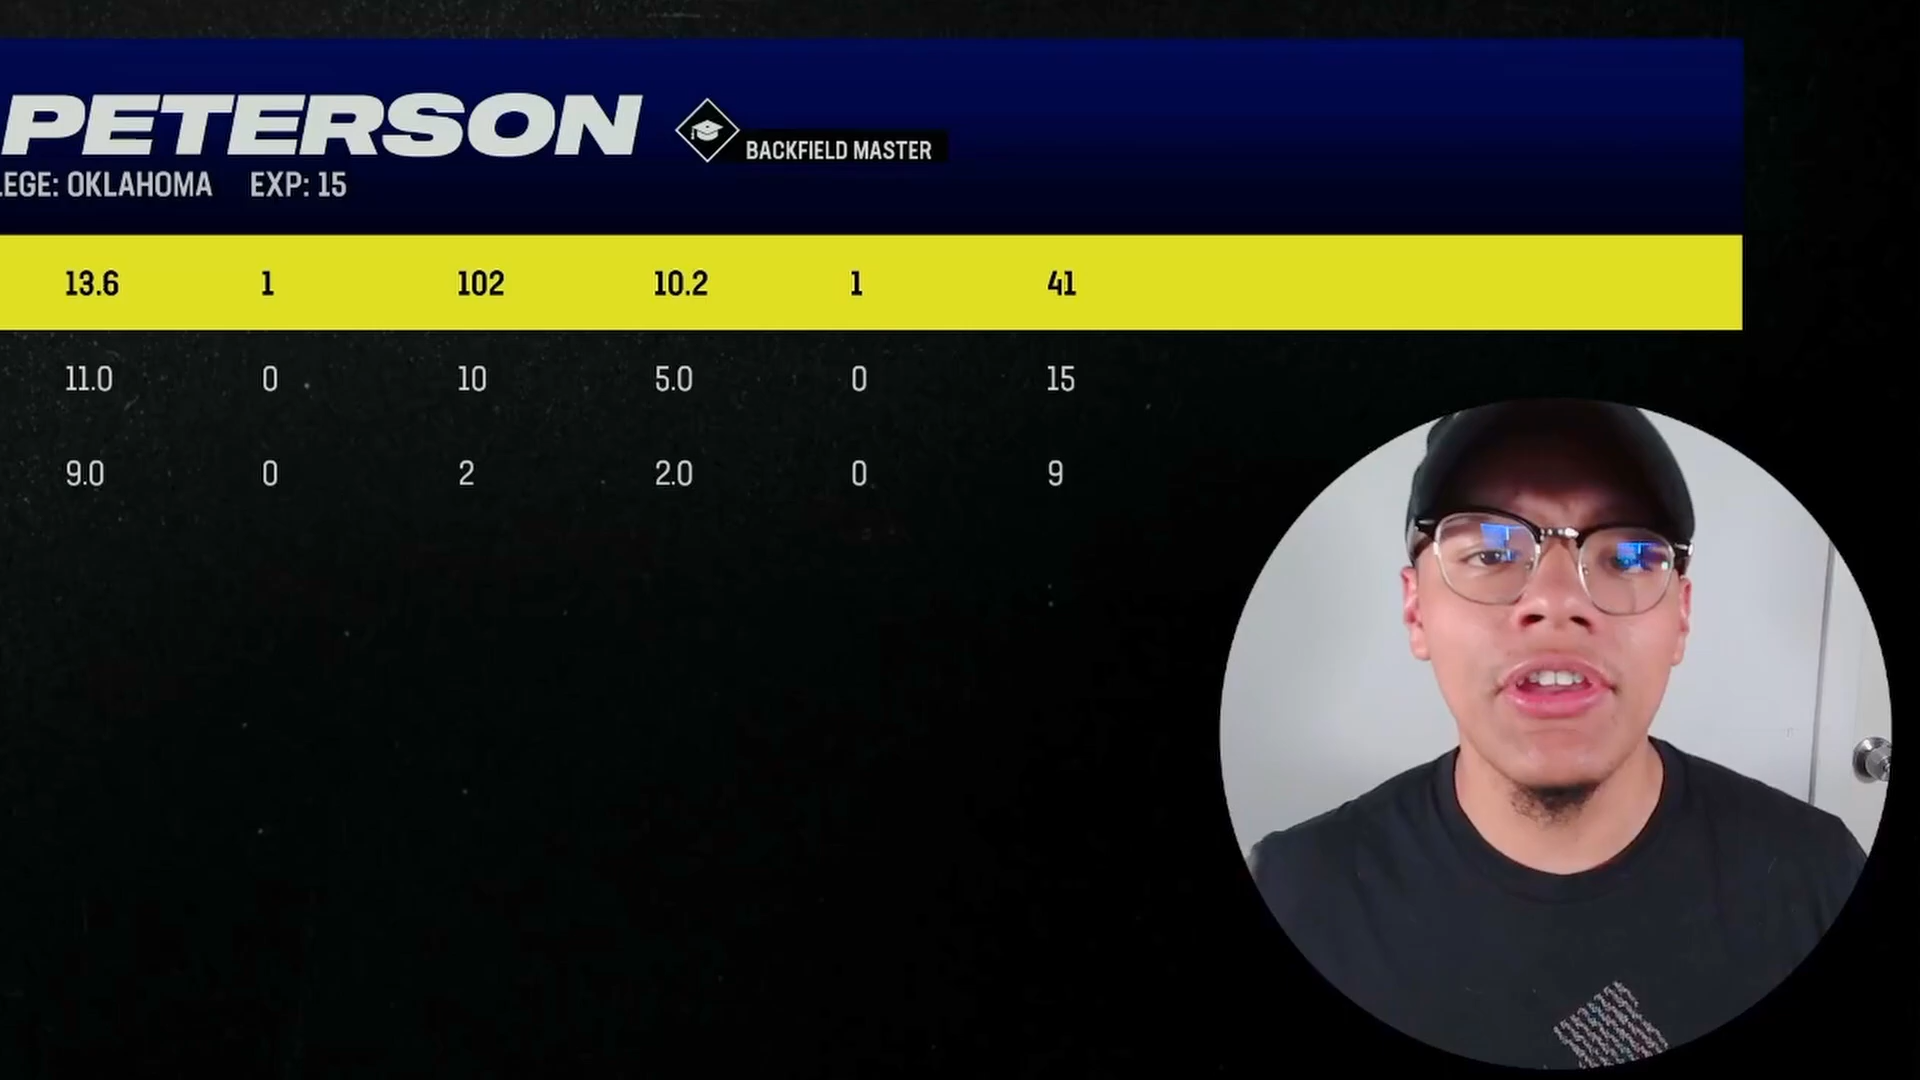 PETERSON
BACKFIELD MASTER
LEGE: OKLAHOMA EXP: 15
13.6 1 102 10.2 1 41
11.0 0 10 5.0 0 15
9.0 0 2 2.0 0 9